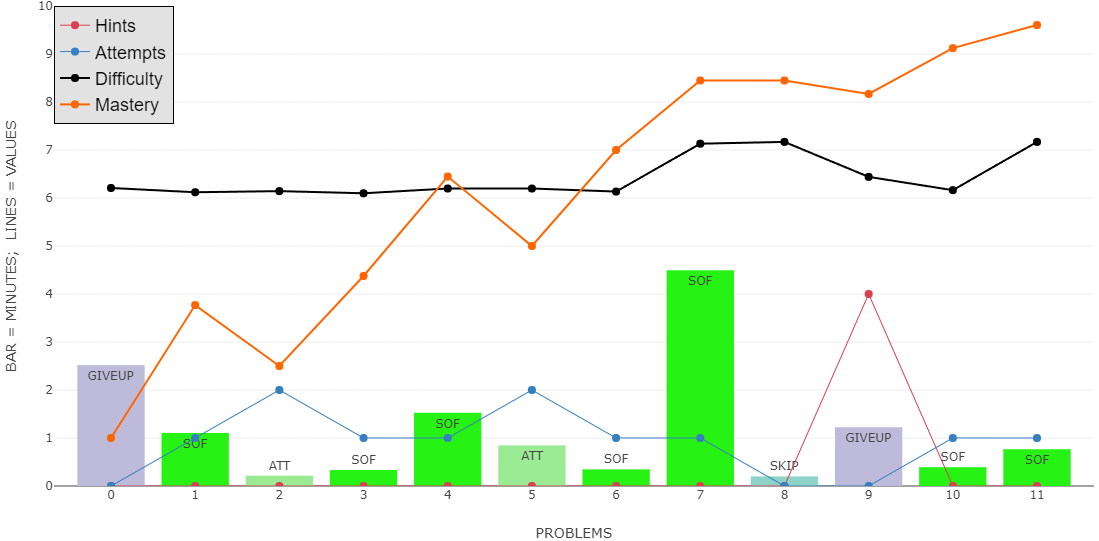 10
9
8
7
6
5
4
3
2
1
0
Hints
Attempts
Difficulty
Mastery
BAR = MINUTES; LINES = VALUES
GIVEUP
SOF
ATT
SOF
SOF
ATT
SOF
SOF
SKIP
GIVEUP
SOF
SOF
0 1 2 3 4 5 6 7 8 9 10 11
PROBLEMS